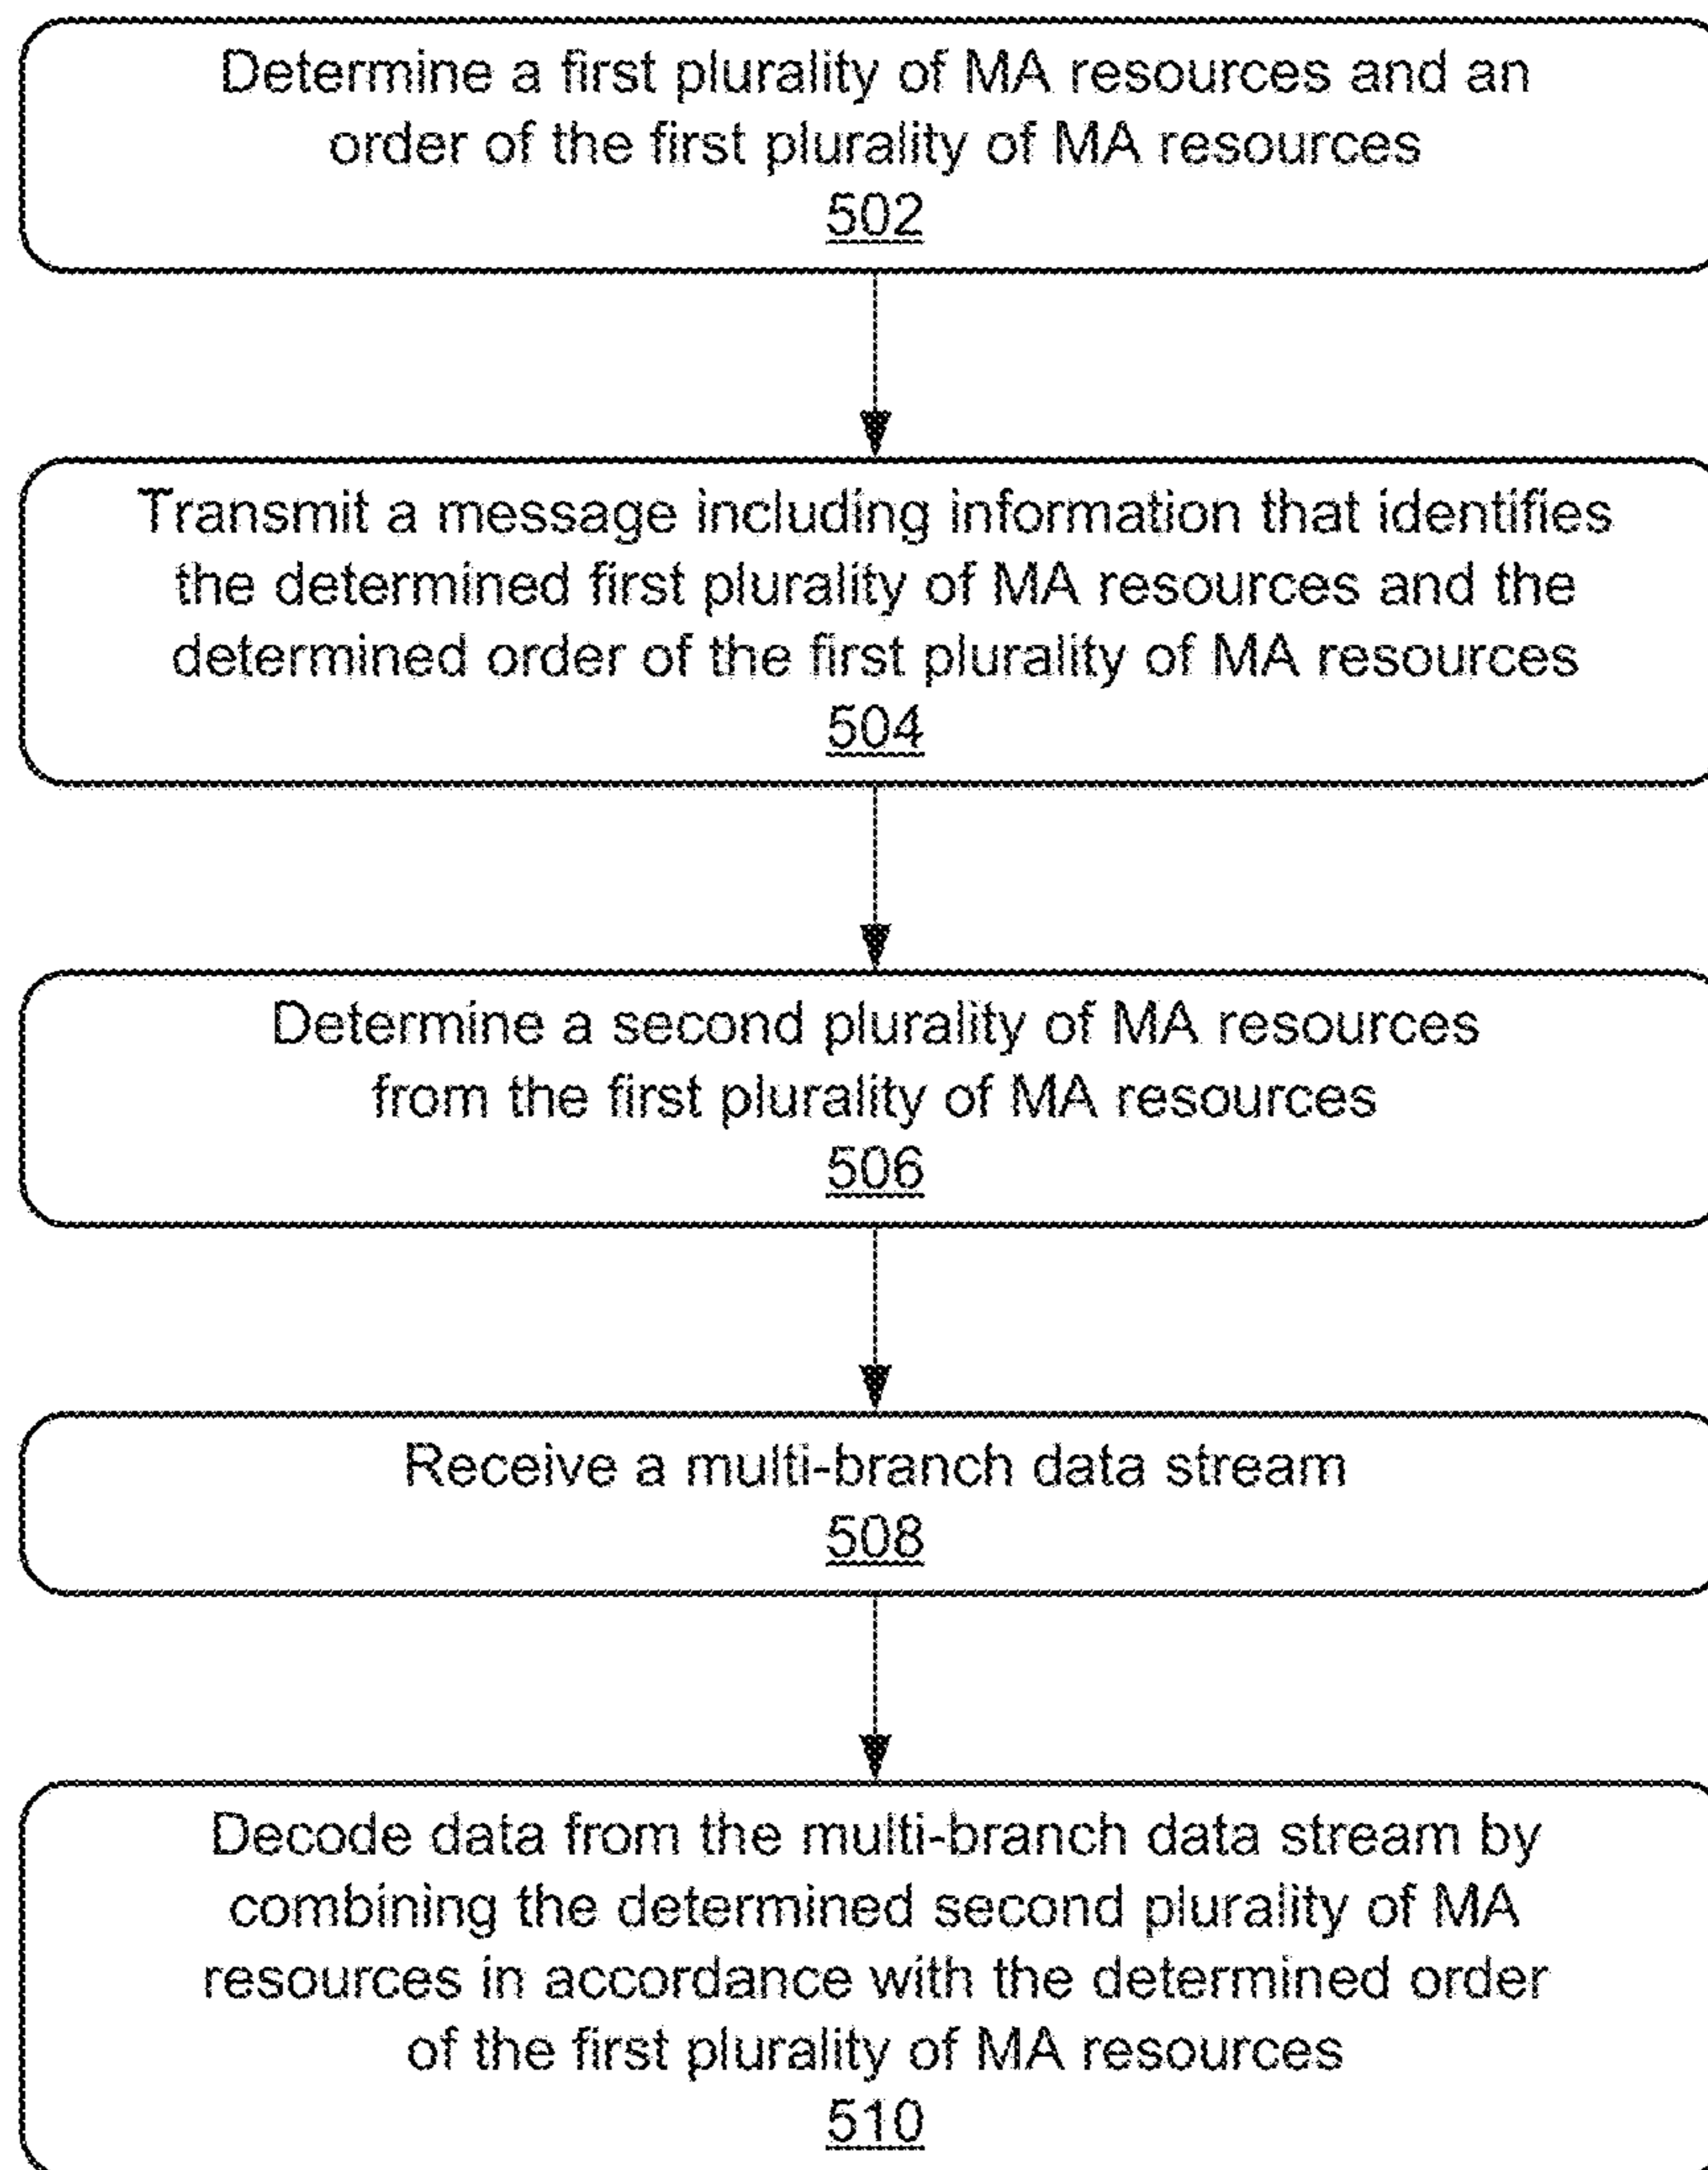 Determine a first plurality of MA resources and an
order of the first plurality of MA resources
502
Transmit a message including information that identifies
the determined first plurality of MA resources and the
determined order of the first plurality of MA resources
504
Determine a second plurality of MA resources
from the first plurality of MA resources
506
Receive a multi-branch data stream
508
Decode data from the multi-branch data stream by
combining the determined second plurality of MA
resources in accordance with the determined order
of the first plurality of MA resources
510